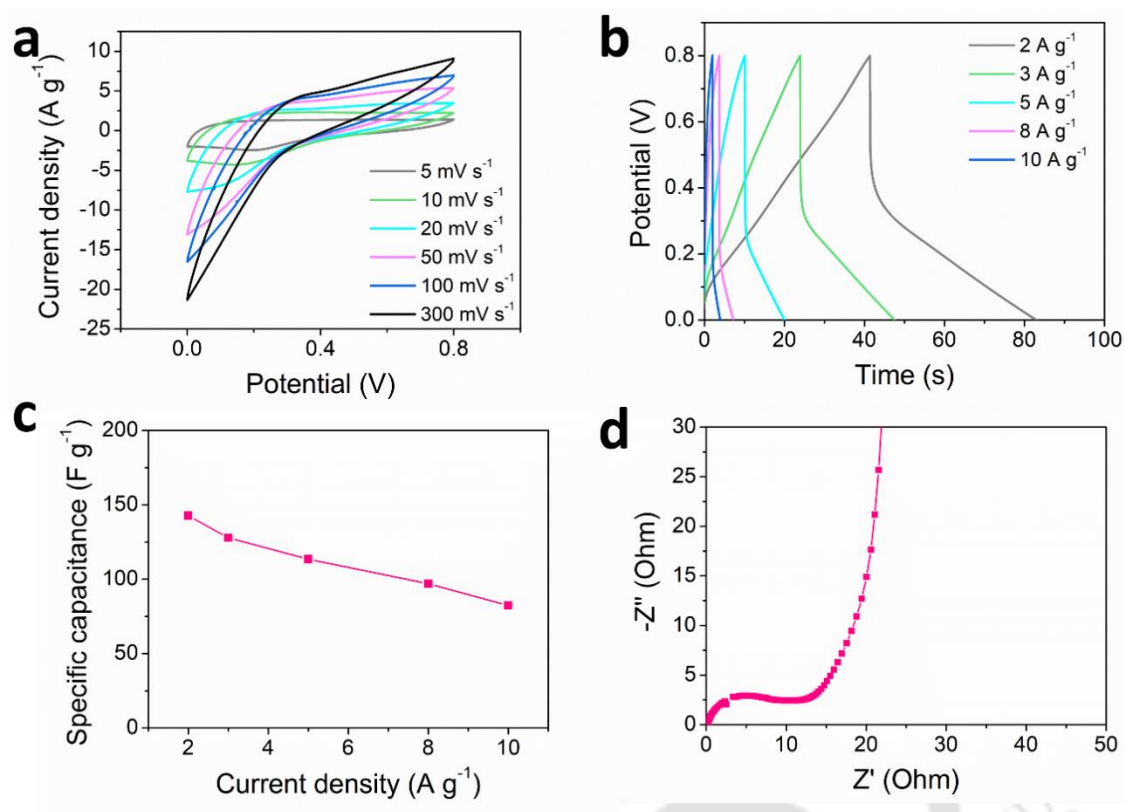 a
Current density (A g⁻¹)
10
5
0
-5
-10
-15
-20
-25
0.0
0.4
0.8
Potential (V)
5 mV s⁻¹
10 mV s⁻¹
20 mV s⁻¹
50 mV s⁻¹
100 mV s⁻¹
300 mV s⁻¹
b
Potential (V)
0.8
0.6
0.4
0.2
0.0
0
20
40
60
80
100
Time (s)
2 A g⁻¹
3 A g⁻¹
5 A g⁻¹
8 A g⁻¹
10 A g⁻¹
c
Specific capacitance (F g⁻¹)
200
150
100
50
0
2
4
6
8
10
Current density (A g⁻¹)
d
-Z'' (Ohm)
30
25
20
15
10
5
0
0
10
20
30
40
50
Z' (Ohm)